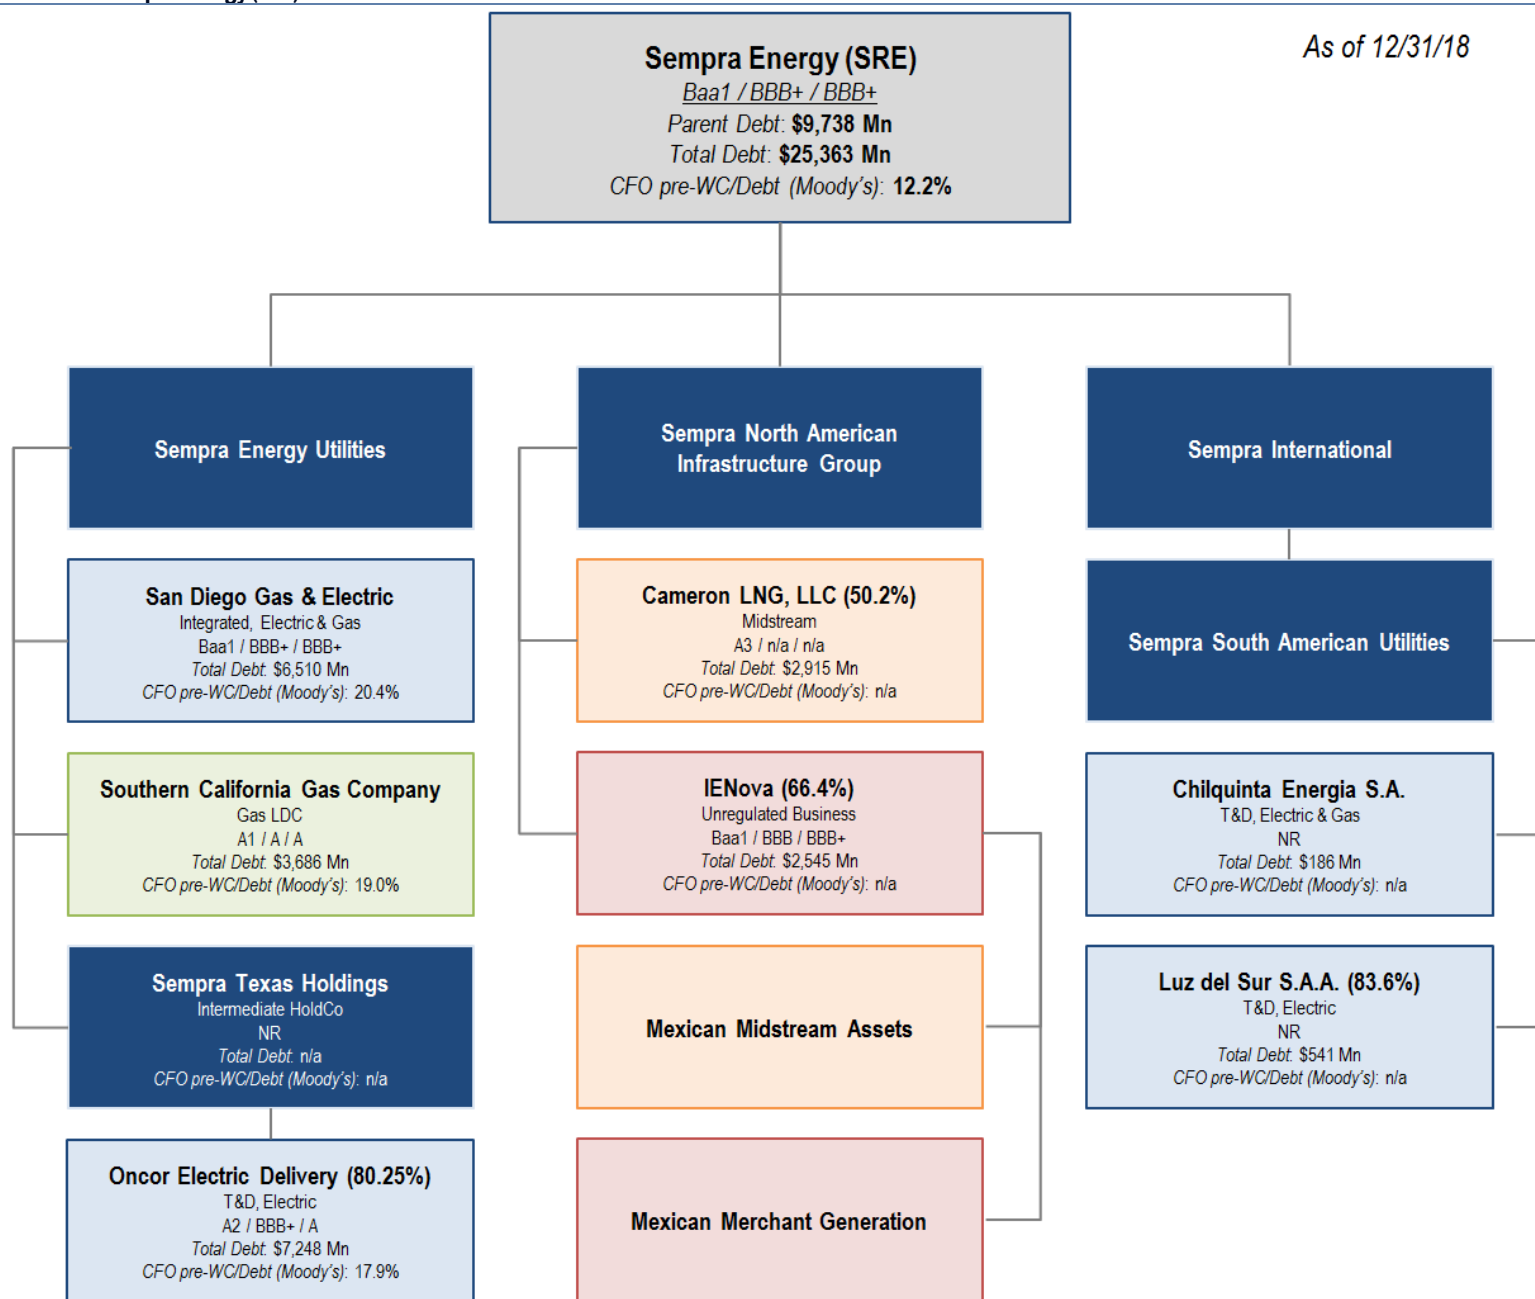 Sempra Energy (SRE)
Baa1 / BBB+ / BBB+
Parent Debt: $9,738 Mn
Total Debt: $25,363 Mn
CFO pre-WC/Debt (Moody's): 12.2%
As of 12/31/18
Sempra Energy Utilities
Sempra North American
Infrastructure Group
Sempra International
San Diego Gas & Electric
Integrated, Electric & Gas
Baa1 / BBB+ / BBB+
Total Debt: $6,510 Mn
CFO pre-WC/Debt (Moody's): 20.4%
Cameron LNG, LLC (50.2%)
Midstream
A3 / n/a / n/a
Total Debt: $2,915 Mn
CFO pre-WC/Debt (Moody's): n/a
Sempra South American Utilities
Southern California Gas Company
Gas LDC
A1 / A / A
Total Debt: $3,686 Mn
CFO pre-WC/Debt (Moody's): 19.0%
IENova (66.4%)
Unregulated Business
Baa1 / BBB / BBB+
Total Debt: $2,545 Mn
CFO pre-WC/Debt (Moody's): n/a
Chilquinta Energia S.A.
T&D, Electric & Gas
NR
Total Debt: $186 Mn
CFO pre-WC/Debt (Moody's): n/a
Sempra Texas Holdings
Intermediate HoldCo
NR
Total Debt: n/a
CFO pre-WC/Debt (Moody's): n/a
Mexican Midstream Assets
Luz del Sur S.A.A. (83.6%)
T&D, Electric
NR
Total Debt: $541 Mn
CFO pre-WC/Debt (Moody's): n/a
Oncor Electric Delivery (80.25%)
T&D, Electric
A2 / BBB+ / A
Total Debt: $7,248 Mn
CFO pre-WC/Debt (Moody's): 17.9%
Mexican Merchant Generation